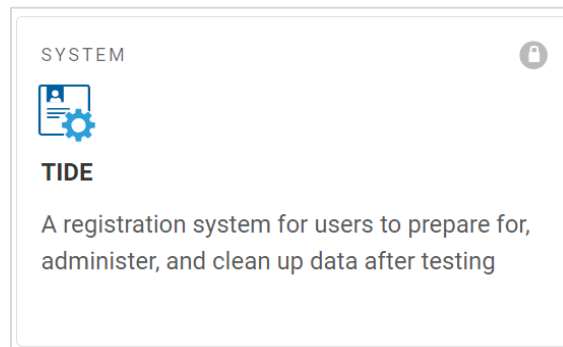 SYSTEM
TIDE
A registration system for users to prepare for,
administer, and clean up data after testing